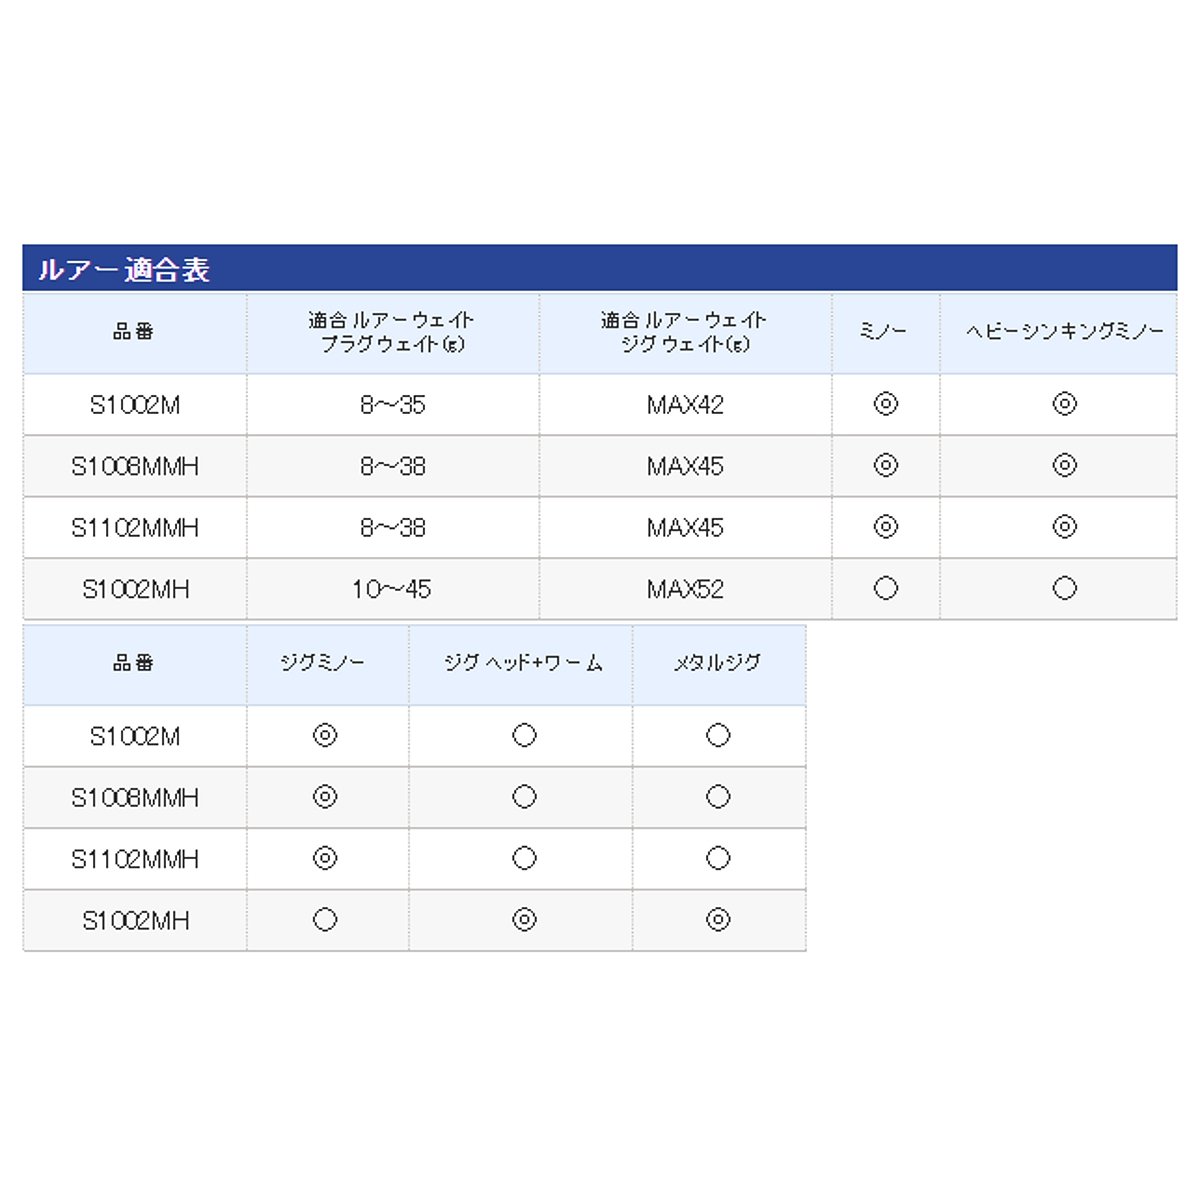 ルアー適合表
品番 適合ルアーウェイト プラグウェイト(g) 適合ルアーウェイト ジグウェイト(g) ミノー ヘビーシンキングミノー
S1002M 8～35 MAX42 ◎ ◎
S1008MMH 8～38 MAX45 ◎ ◎
S1102MMH 8～38 MAX45 ◎ ◎
S1002MH 10～45 MAX52 ○ ○
品番 ジグミノー ジグヘッド+ワーム メタルジグ
S1002M ◎ ○ ○
S1008MMH ◎ ○ ○
S1102MMH ◎ ○ ○
S1002MH ○ ◎ ◎